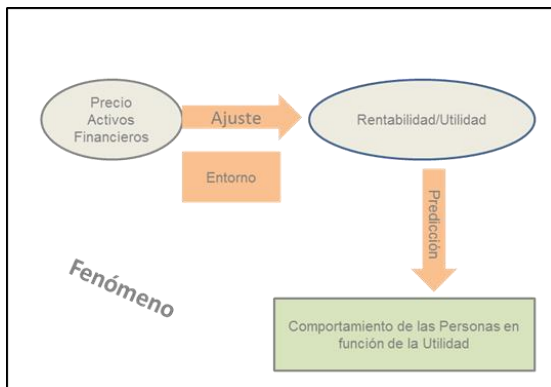 Precio
Activos
Financieros
Ajuste
Rentabilidad/Utilidad
Entorno
Predicción
Fenómeno
Comportamiento de las Personas en
función de la Utilidad